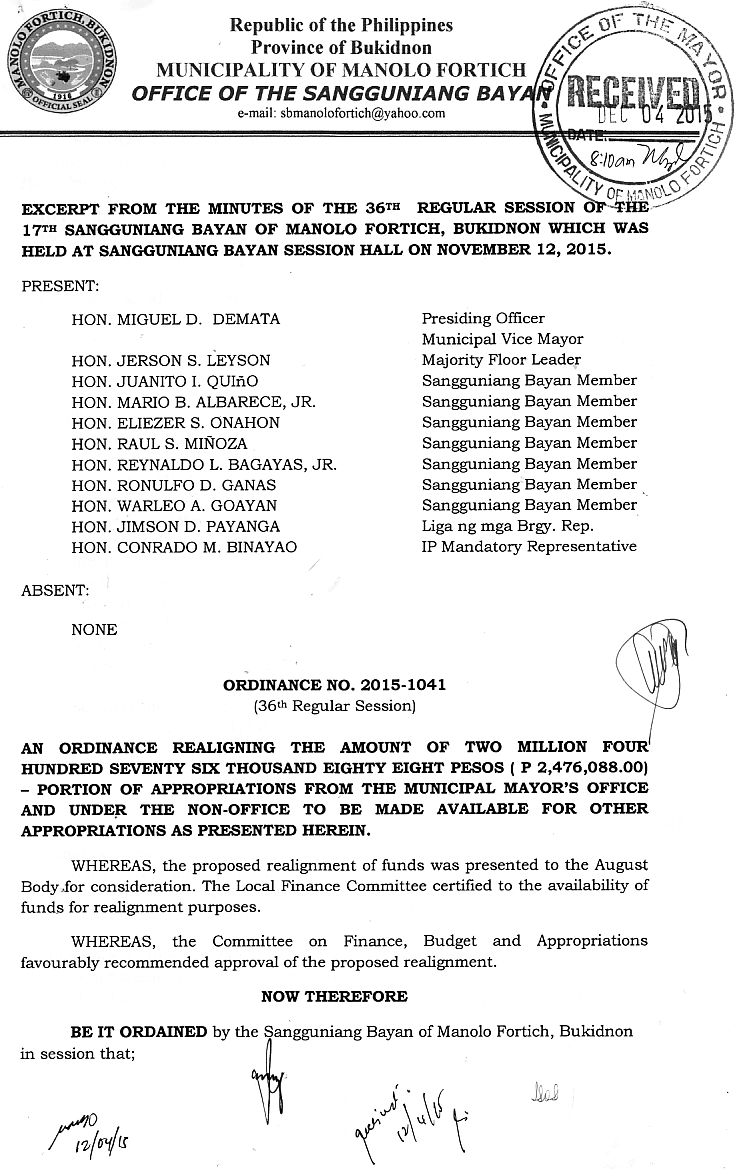 MANOLO FORTICH, BUKIDNON
1916
OFFICIAL SEAL
Republic of the Philippines
Province of Bukidnon
MUNICIPALITY OF MANOLO FORTICH
OFFICE OF THE SANGGUNIANG BAYAN
e-mail: sbmanolofortich@yahoo.com
OFFICE OF THE MAYOR
RECEIVED
DEC 04 2015
DATE:
8:10am
MUNICIPALITY OF MANOLO FORTICH
EXCERPT FROM THE MINUTES OF THE 36TH REGULAR SESSION OF THE
17TH SANGGUNIANG BAYAN OF MANOLO FORTICH, BUKIDNON WHICH WAS
HELD AT SANGGUNIANG BAYAN SESSION HALL ON NOVEMBER 12, 2015.
PRESENT:
HON. MIGUEL D. DEMATA Presiding Officer
Municipal Vice Mayor
HON. JERSON S. LEYSON Majority Floor Leader
HON. JUANITO I. QUIñO Sangguniang Bayan Member
HON. MARIO B. ALBARECE, JR. Sangguniang Bayan Member
HON. ELIEZER S. ONAHON Sangguniang Bayan Member
HON. RAUL S. MIÑOZA Sangguniang Bayan Member
HON. REYNALDO L. BAGAYAS, JR. Sangguniang Bayan Member
HON. RONULFO D. GANAS Sangguniang Bayan Member
HON. WARLEO A. GOAYAN Sangguniang Bayan Member
HON. JIMSON D. PAYANGA Liga ng mga Brgy. Rep.
HON. CONRADO M. BINAYAO IP Mandatory Representative
ABSENT:
NONE
ORDINANCE NO. 2015-1041
(36th Regular Session)
AN ORDINANCE REALIGNING THE AMOUNT OF TWO MILLION FOUR
HUNDRED SEVENTY SIX THOUSAND EIGHTY EIGHT PESOS ( P 2,476,088.00)
– PORTION OF APPROPRIATIONS FROM THE MUNICIPAL MAYOR'S OFFICE
AND UNDER THE NON-OFFICE TO BE MADE AVAILABLE FOR OTHER
APPROPRIATIONS AS PRESENTED HEREIN.
WHEREAS, the proposed realignment of funds was presented to the August
Body for consideration. The Local Finance Committee certified to the availability of
funds for realignment purposes.
WHEREAS, the Committee on Finance, Budget and Appropriations
favourably recommended approval of the proposed realignment.
NOW THEREFORE
BE IT ORDAINED by the Sangguniang Bayan of Manolo Fortich, Bukidnon
in session that;
12/04/15
received:
12/4/15